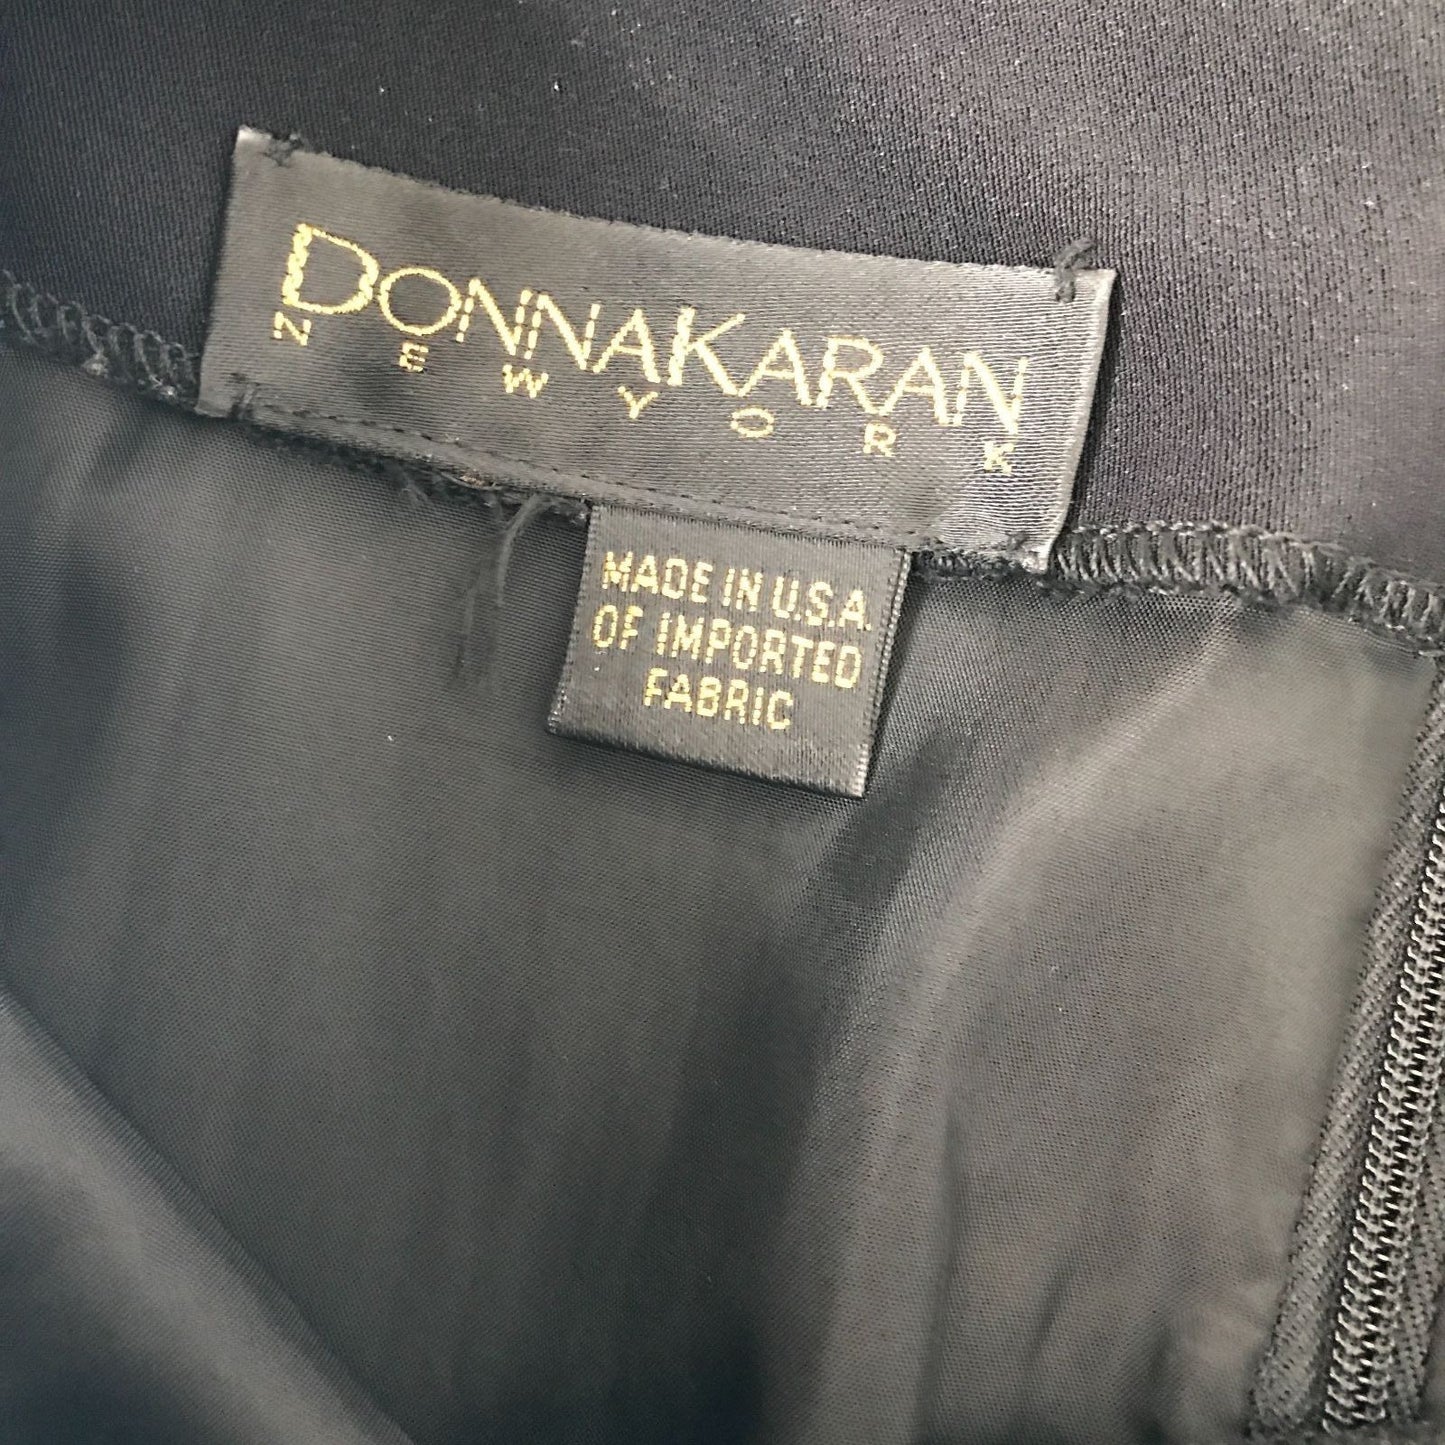 DONNAKARAN
NEW YORK
MADE IN U.S.A.
OF IMPORTED
FABRIC